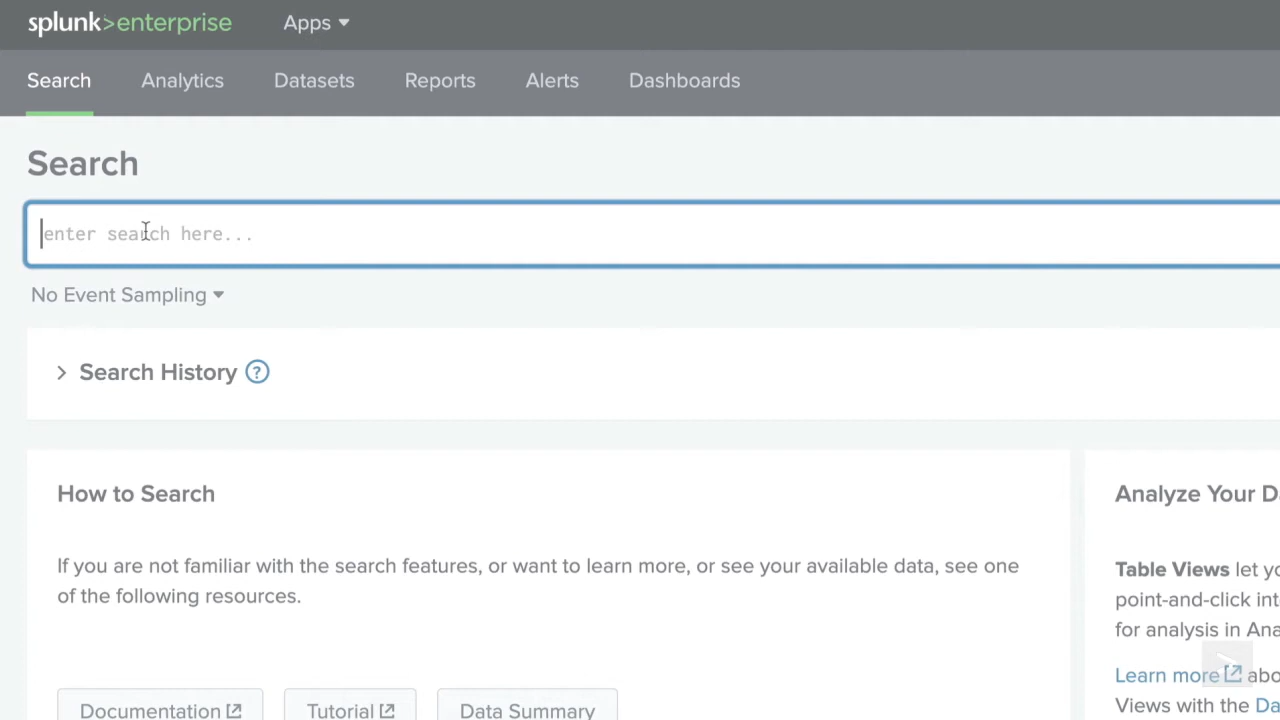 splunk>enterprise Apps
Search Analytics Datasets Reports Alerts Dashboards
Search
enter search here...
No Event Sampling
Search History ?
How to Search
If you are not familiar with the search features, or want to learn more, or see your available data, see one
of the following resources.
Documentation Tutorial Data Summary
Analyze Your D
Table Views let yo
point-and-click int
for analysis in Ana
Learn more abo
Views with the Da